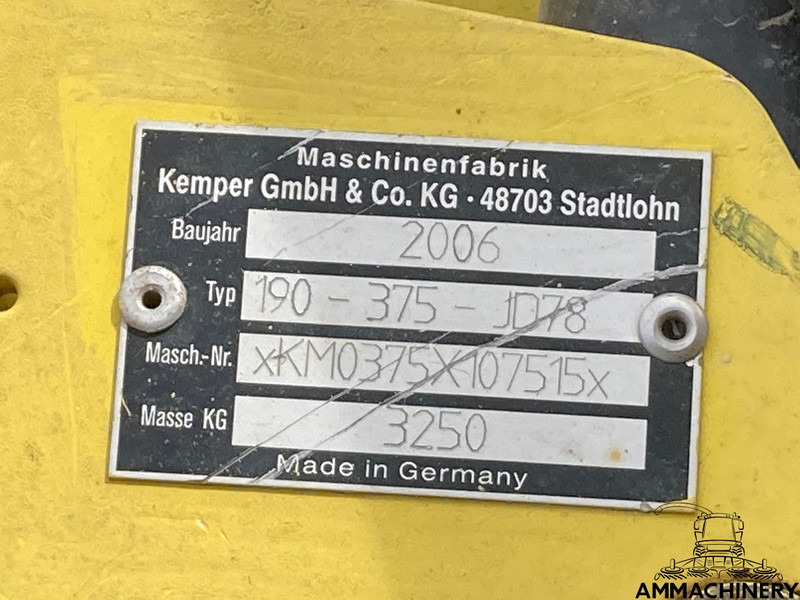 Maschinenfabrik
Kemper GmbH & Co. KG · 48703 Stadtlohn
Baujahr 2006
Typ 190 - 375 - JD78
Masch.-Nr. xKM0375X107515x
Masse KG 3250
Made in Germany
AMMACHINERY